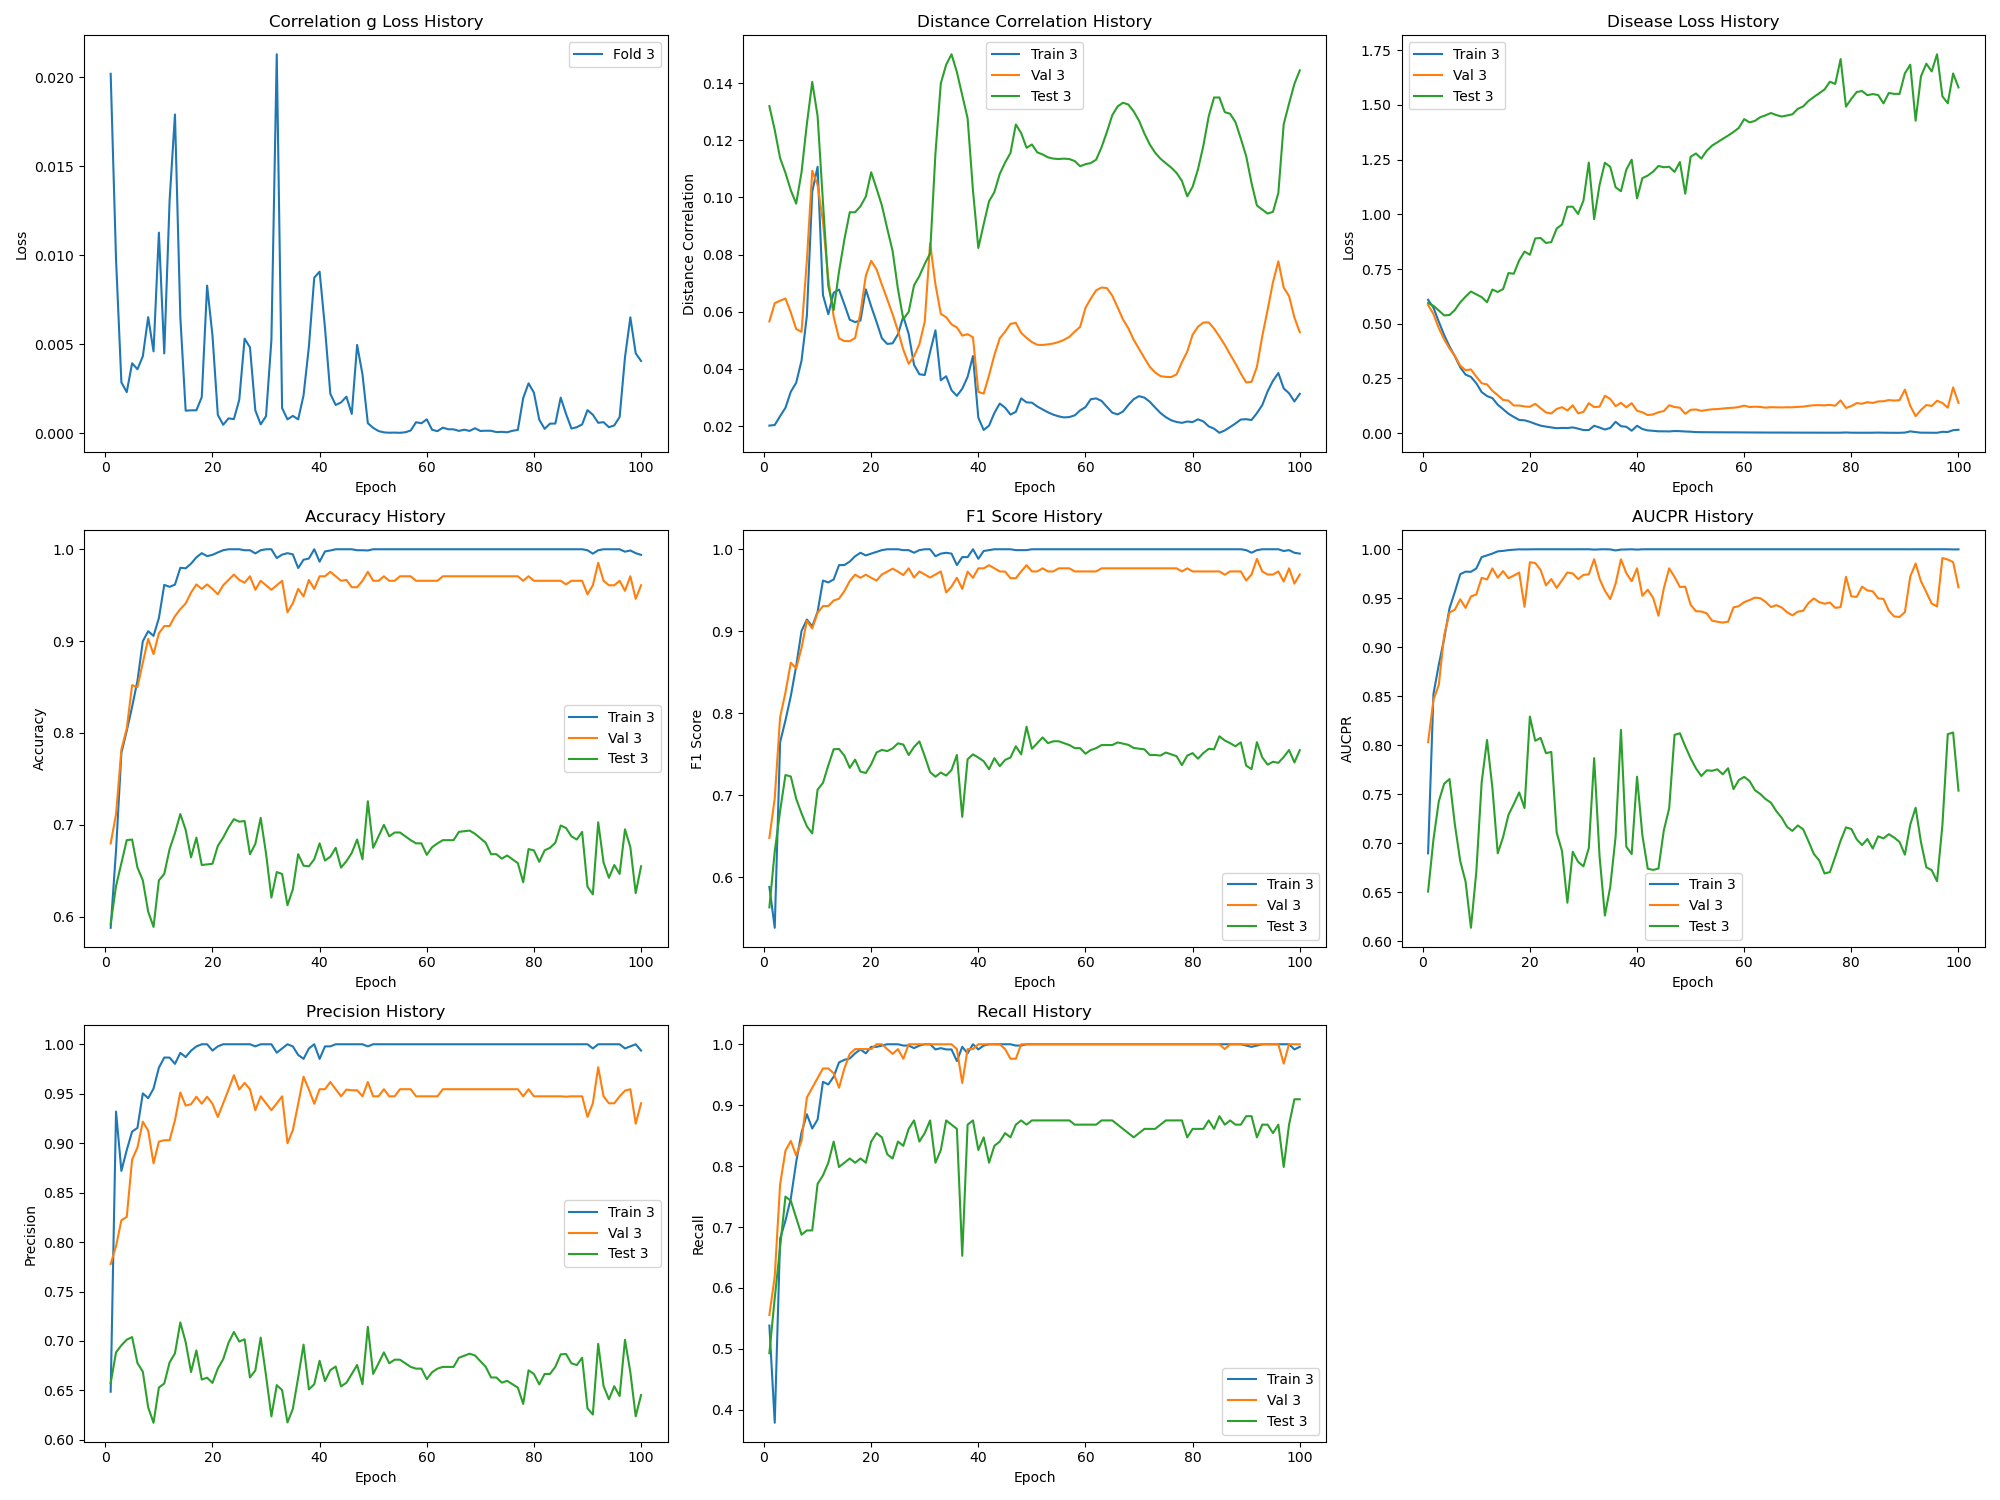 Correlation g Loss History
Fold 3
Loss
0.020
0.015
0.010
0.005
0.000
0 20 40 60 80 100
Epoch
Distance Correlation History
Train 3
Val 3
Test 3
Distance Correlation
0.14
0.12
0.10
0.08
0.06
0.04
0.02
0 20 40 60 80 100
Epoch
Disease Loss History
Train 3
Val 3
Test 3
Loss
1.75
1.50
1.25
1.00
0.75
0.50
0.25
0.00
0 20 40 60 80 100
Epoch
Accuracy History
Accuracy
1.0
0.9
0.8
0.7
0.6
Train 3
Val 3
Test 3
0 20 40 60 80 100
Epoch
F1 Score History
F1 Score
1.0
0.9
0.8
0.7
0.6
Train 3
Val 3
Test 3
0 20 40 60 80 100
Epoch
AUCPR History
AUCPR
1.00
0.95
0.90
0.85
0.80
0.75
0.70
0.65
0.60
Train 3
Val 3
Test 3
0 20 40 60 80 100
Epoch
Precision History
Precision
1.00
0.95
0.90
0.85
0.80
0.75
0.70
0.65
0.60
Train 3
Val 3
Test 3
0 20 40 60 80 100
Epoch
Recall History
Recall
1.0
0.9
0.8
0.7
0.6
0.5
0.4
Train 3
Val 3
Test 3
0 20 40 60 80 100
Epoch